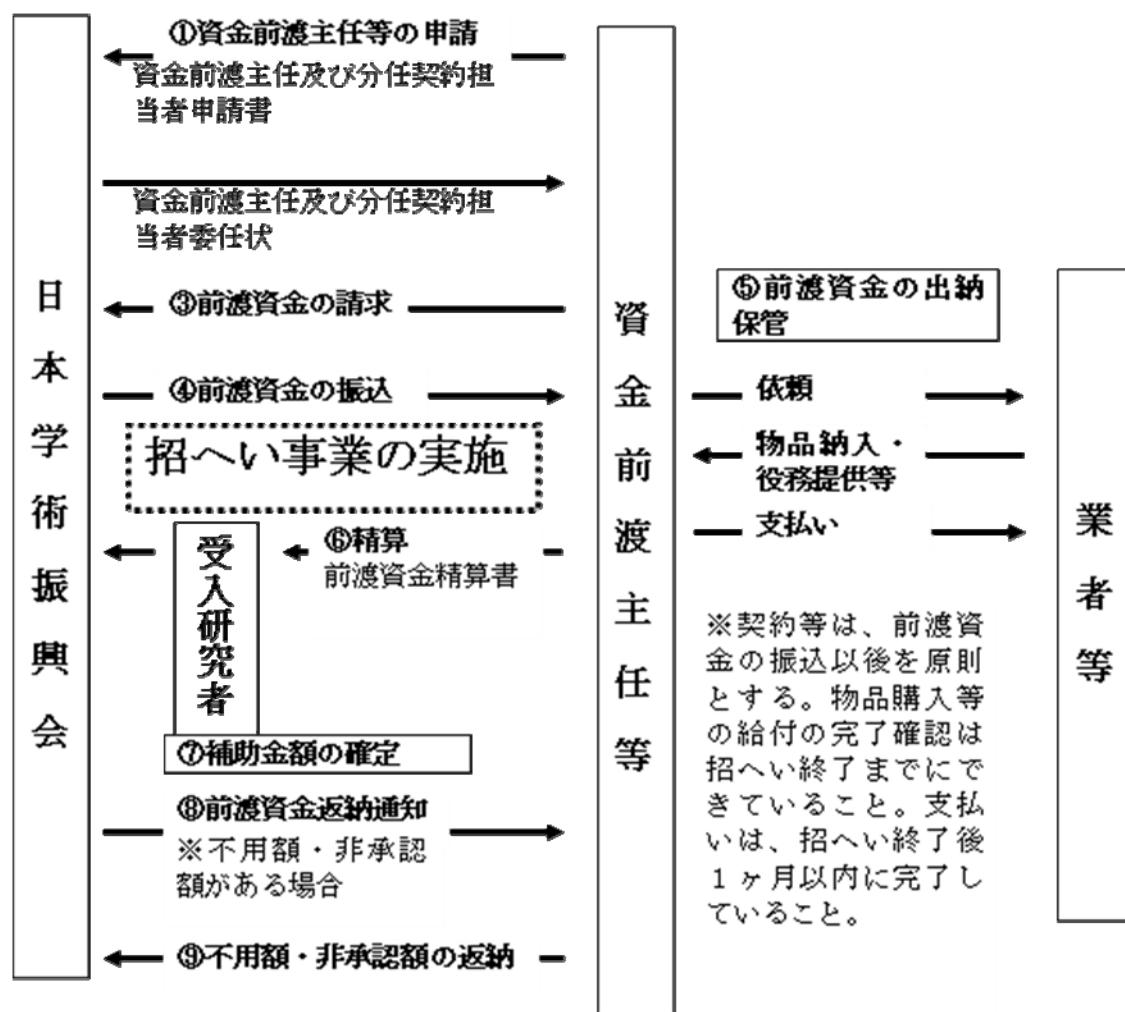 ①資金前渡主任等の申請
資金前渡主任及び分任契約担
当者申請書
資金前渡主任及び分任契約担
当者委任状
日本学術振興会
③前渡資金の請求
④前渡資金の振込
招へい事業の実施
受入研究者
⑥精算
前渡資金精算書
⑦補助金額の確定
⑧前渡資金返納通知
※不用額・非承認
額がある場合
⑨不用額・非承認額の返納
資金前渡主任等
⑤前渡資金の出納
保管
依頼
物品納入・
役務提供等
支払い
※契約等は、前渡資
金の振込以後を原則
とする。物品購入等
の給付の完了確認は
招へい終了までにで
きていること。支払
いは、招へい終了後
1ヶ月以内に完了し
ていること。
業者等